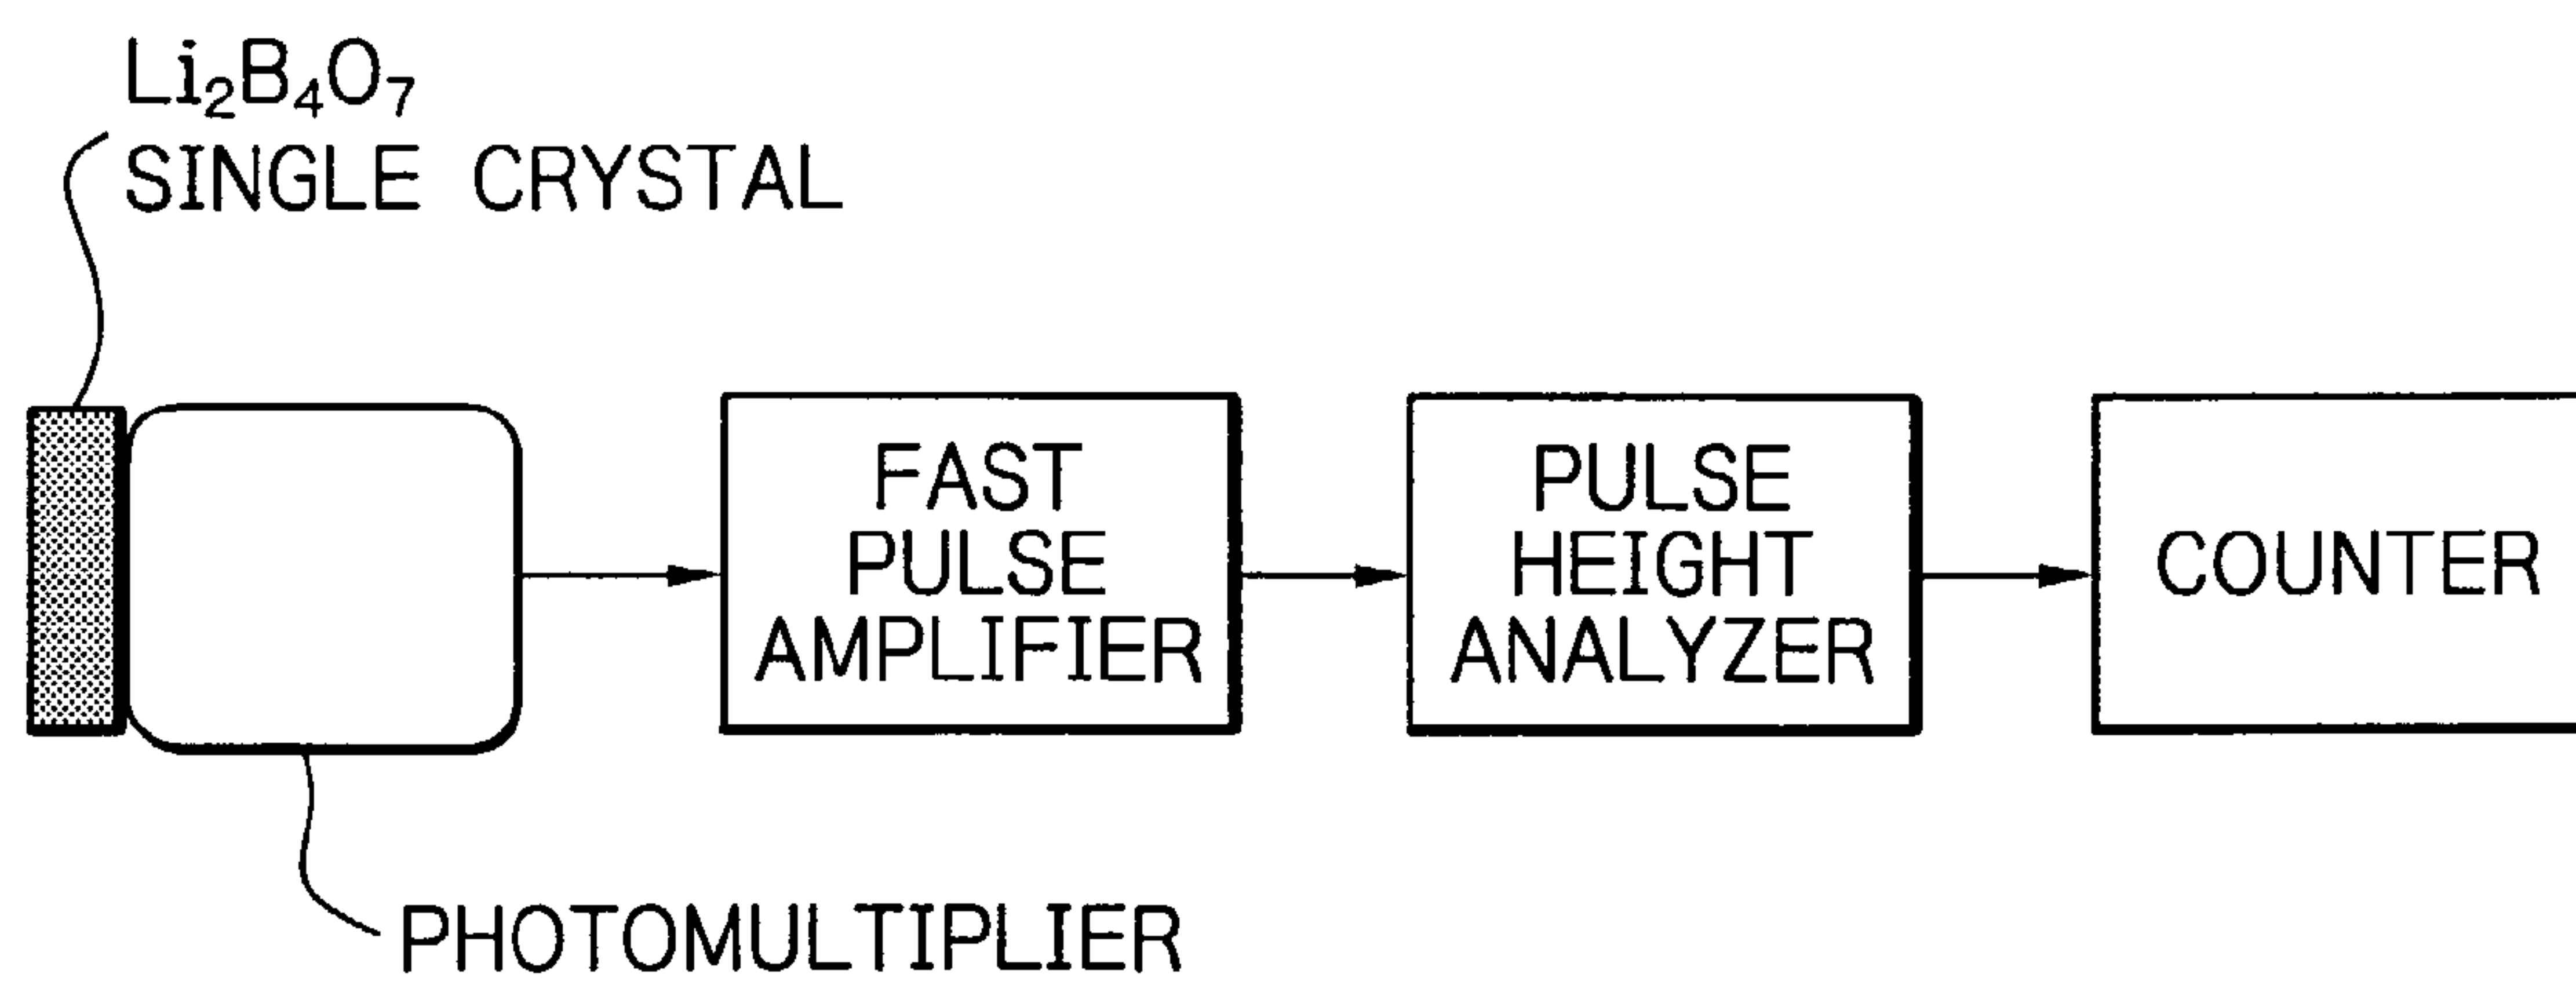 Li₂B₄O₇
SINGLE CRYSTAL
FAST
PULSE
AMPLIFIER
PULSE
HEIGHT
ANALYZER
COUNTER
PHOTOMULTIPLIER